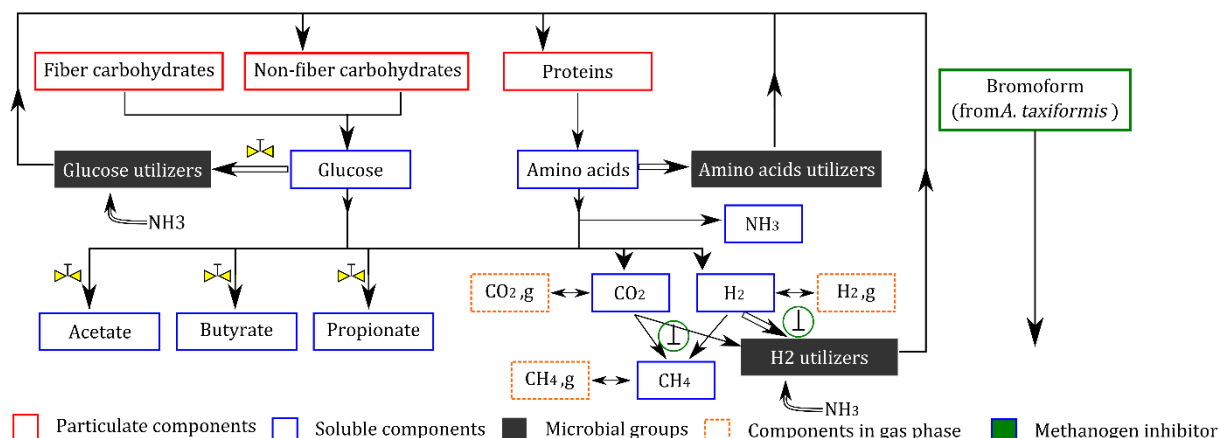 Fiber carbohydrates
Non-fiber carbohydrates
Proteins
Bromoform
(from A. taxiformis )
Glucose utilizers
Glucose
Amino acids
Amino acids utilizers
NH3
NH3
CO2,g
CO2
H2
H2,g
Acetate
Butyrate
Propionate
H2 utilizers
CH4,g
CH4
NH3
Particulate components
Soluble components
Microbial groups
Components in gas phase
Methanogen inhibitor